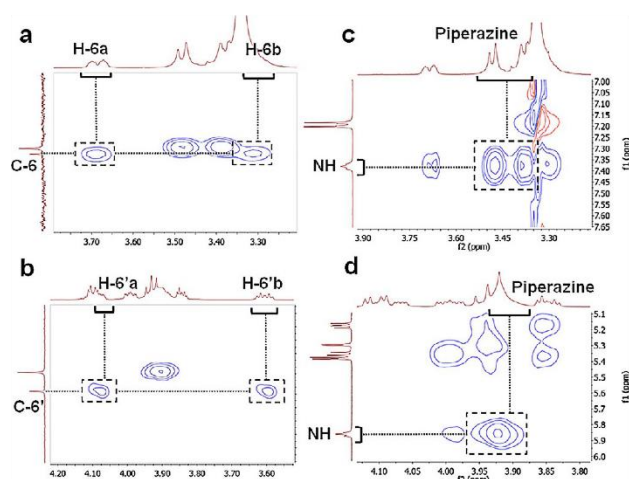 a
H-6a
H-6b
C-6
3.70 3.60 3.50 3.40 3.30 3.20
c
Piperazine
NH
7.00
7.05
7.10
7.15
7.20
7.25
7.30
7.35
7.40
7.45
7.50
7.55
7.60
7.65
f1 (ppm)
3.90 3.75 3.60 3.45 3.30
f2 (ppm)
b
H-6'a
H-6'b
C-6'
4.20 4.10 4.00 3.90 3.80 3.70 3.60
d
Piperazine
NH
5.1
5.2
5.3
5.4
5.5
5.6
5.7
5.8
5.9
6.0
f1 (ppm)
4.10 4.05 4.00 3.95 3.90 3.85 3.80
f2 (ppm)